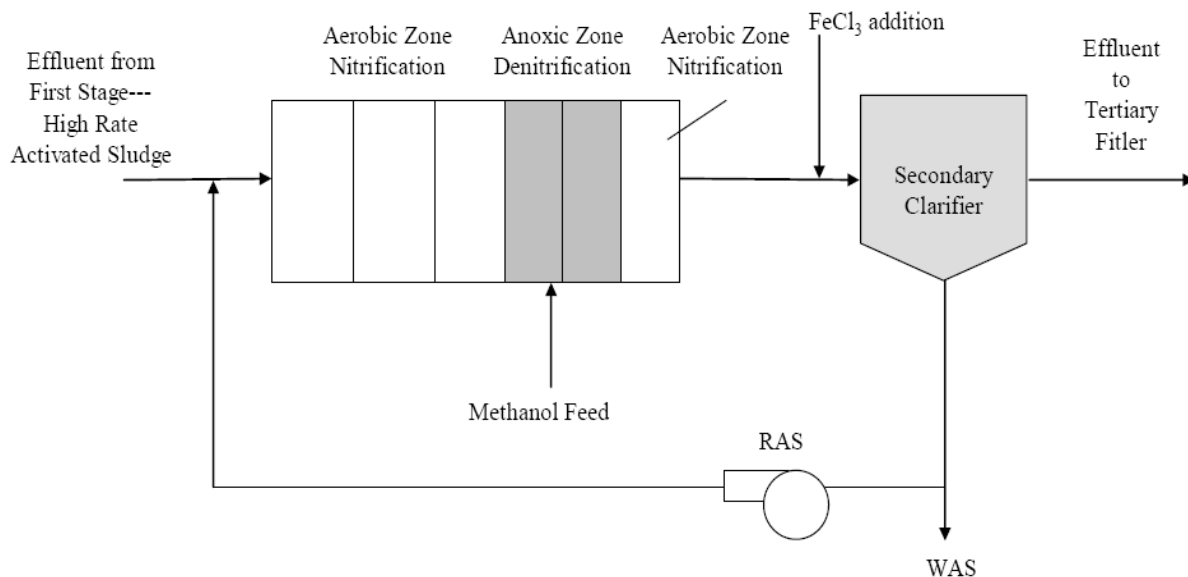 Effluent from
First Stage---
High Rate
Activated Sludge
Aerobic Zone
Nitrification
Anoxic Zone
Denitrification
Aerobic Zone
Nitrification
FeCl₃ addition
Effluent
to
Tertiary
Fitler
Secondary
Clarifier
Methanol Feed
RAS
WAS